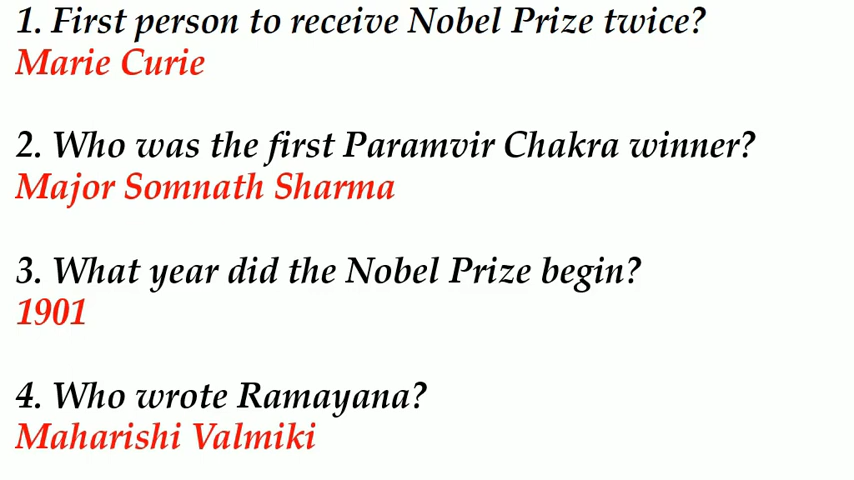 1. First person to receive Nobel Prize twice?
Marie Curie
2. Who was the first Paramvir Chakra winner?
Major Somnath Sharma
3. What year did the Nobel Prize begin?
1901
4. Who wrote Ramayana?
Maharishi Valmiki